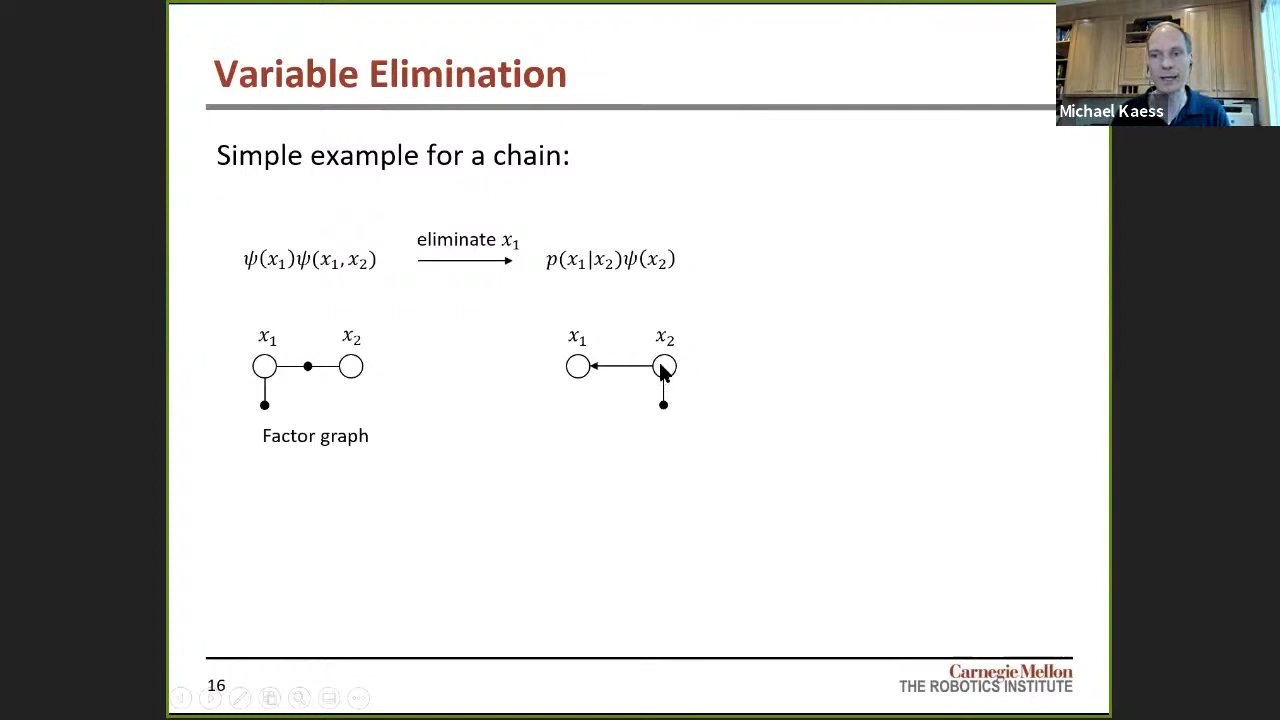 Variable Elimination
Michael Kaess
Simple example for a chain:
ψ(x₁)ψ(x₁, x₂)
eliminate x₁
p(x₁|x₂)ψ(x₂)
x₁ x₂
x₁ x₂
Factor graph
16
Carnegie Mellon
THE ROBOTICS INSTITUTE